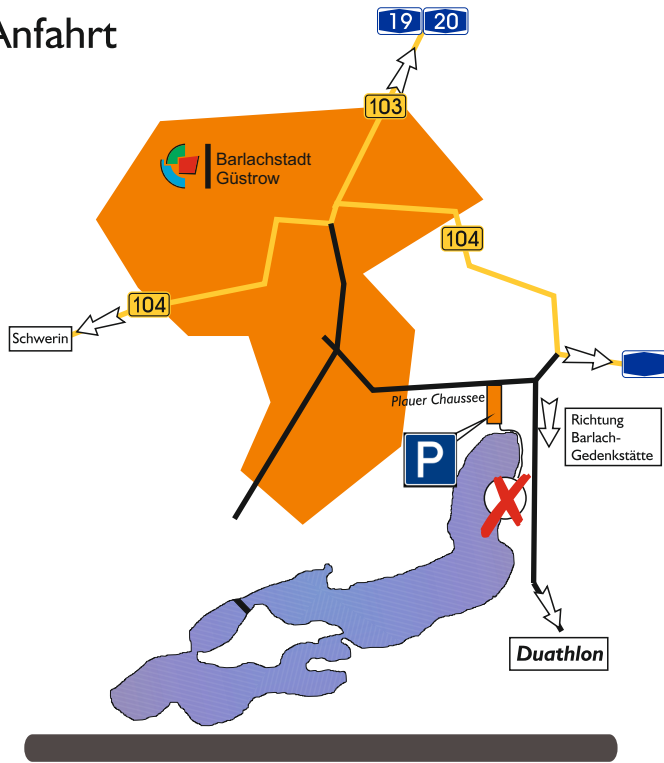 Anfahrt
19 20
103
Barlachstadt
Güstrow
104
104
Schwerin
Plauer Chaussee
P
Richtung
Barlach-
Gedenkstätte
Duathlon